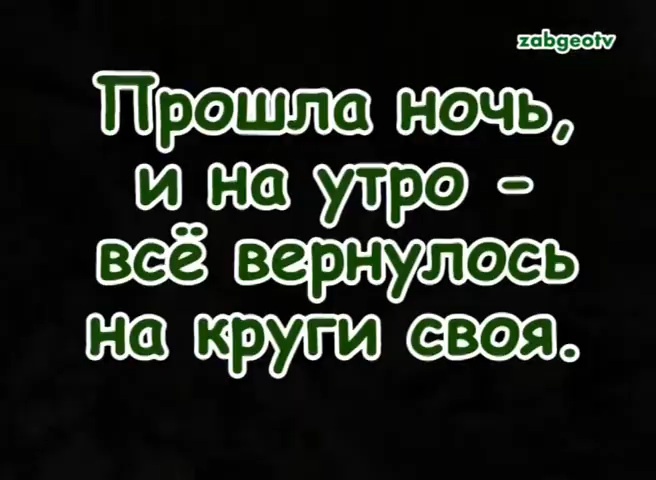 zabgeotv
Прошла ночь,
и на утро -
всё вернулось
на круги своя.